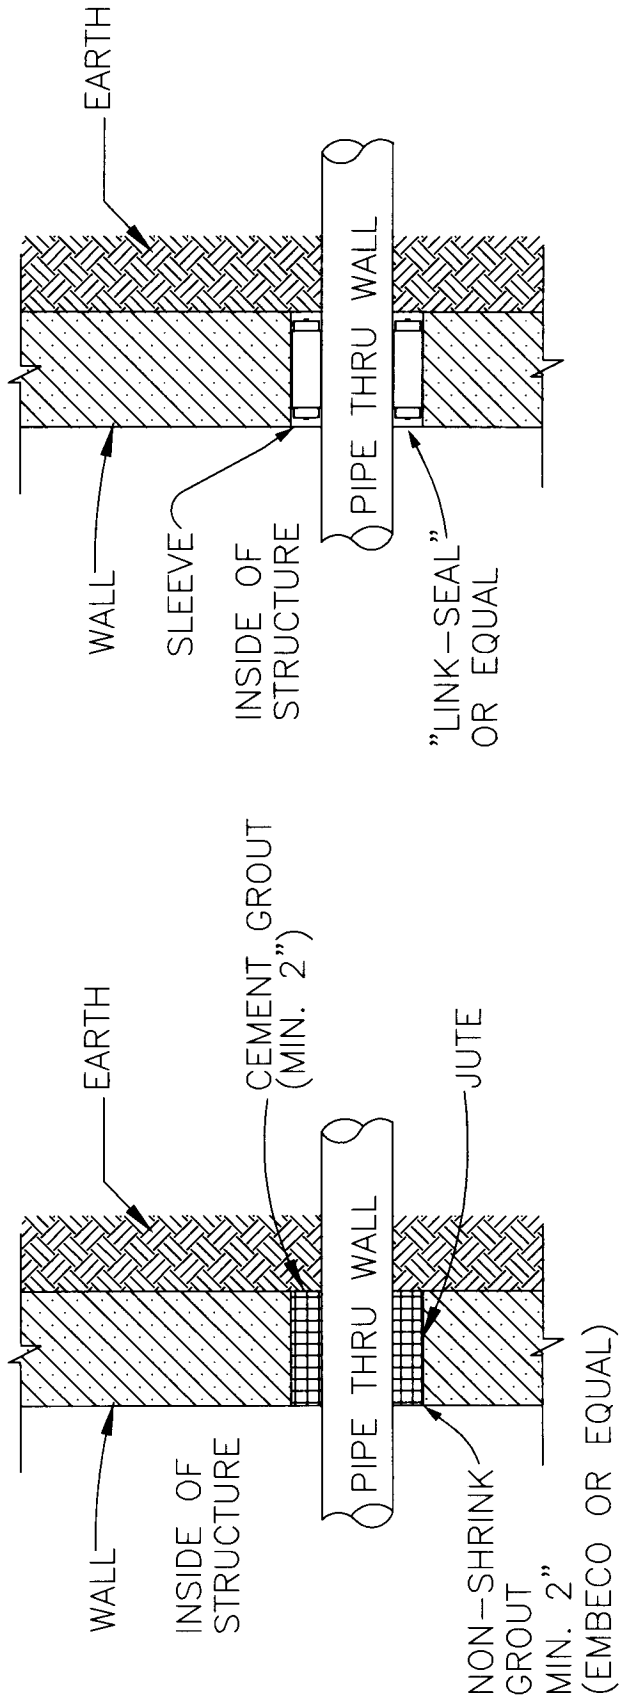 WALL
EARTH
INSIDE OF
STRUCTURE
CEMENT GROUT
(MIN. 2")
PIPE THRU WALL
JUTE
NON-SHRINK
GROUT
MIN. 2"
(EMBECO OR EQUAL)
WALL
EARTH
SLEEVE
INSIDE OF
STRUCTURE
PIPE THRU WALL
"LINK-SEAL"
OR EQUAL